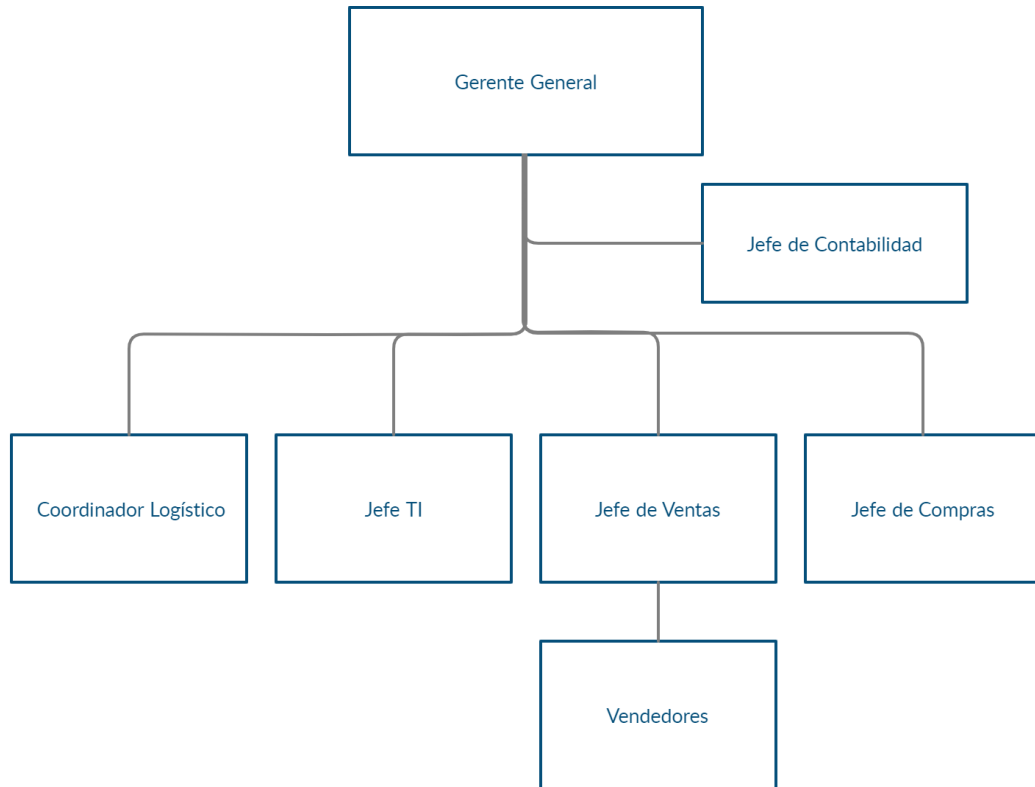 Gerente General
Jefe de Contabilidad
Coordinador Logístico
Jefe TI
Jefe de Ventas
Jefe de Compras
Vendedores